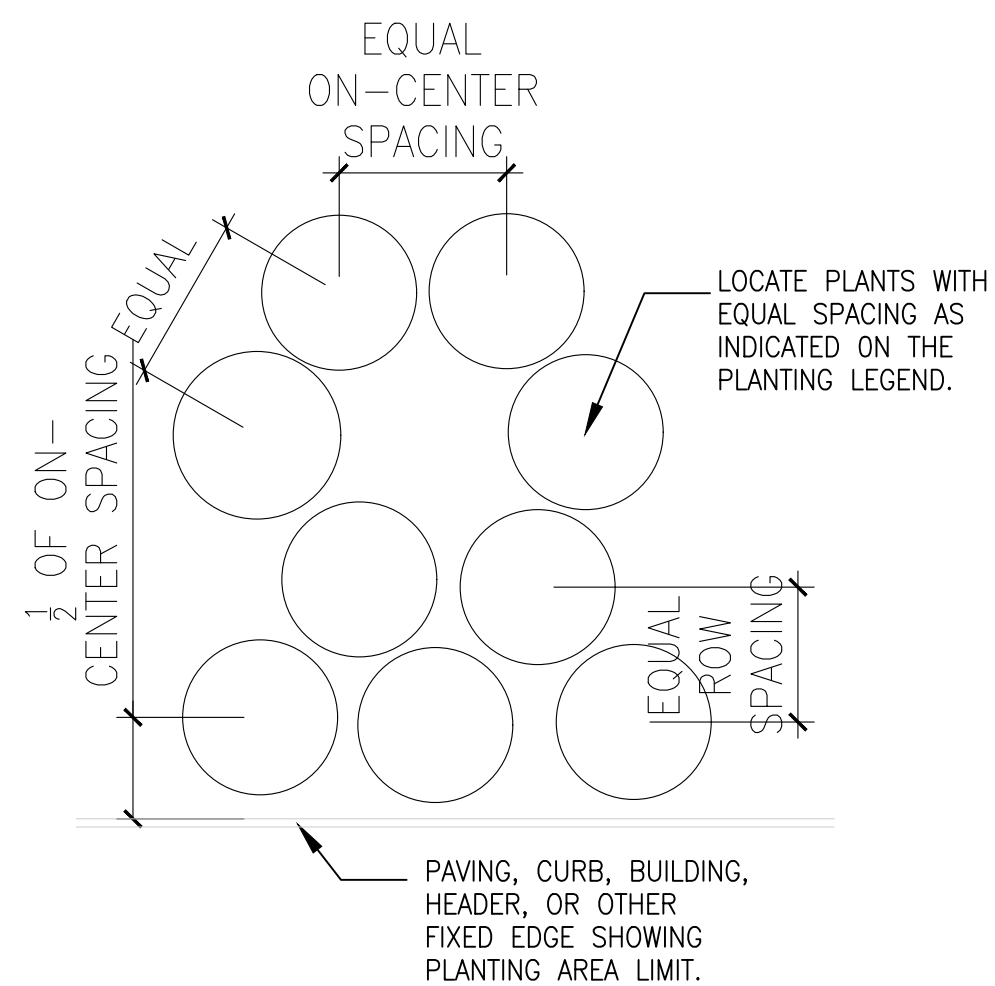 EQUAL
ON-CENTER
SPACING
EQUAL
LOCATE PLANTS WITH
EQUAL SPACING AS
INDICATED ON THE
PLANTING LEGEND.
1/2 OF ON-
CENTER SPACING
EQUAL
ROW
SPACING
PAVING, CURB, BUILDING,
HEADER, OR OTHER
FIXED EDGE SHOWING
PLANTING AREA LIMIT.